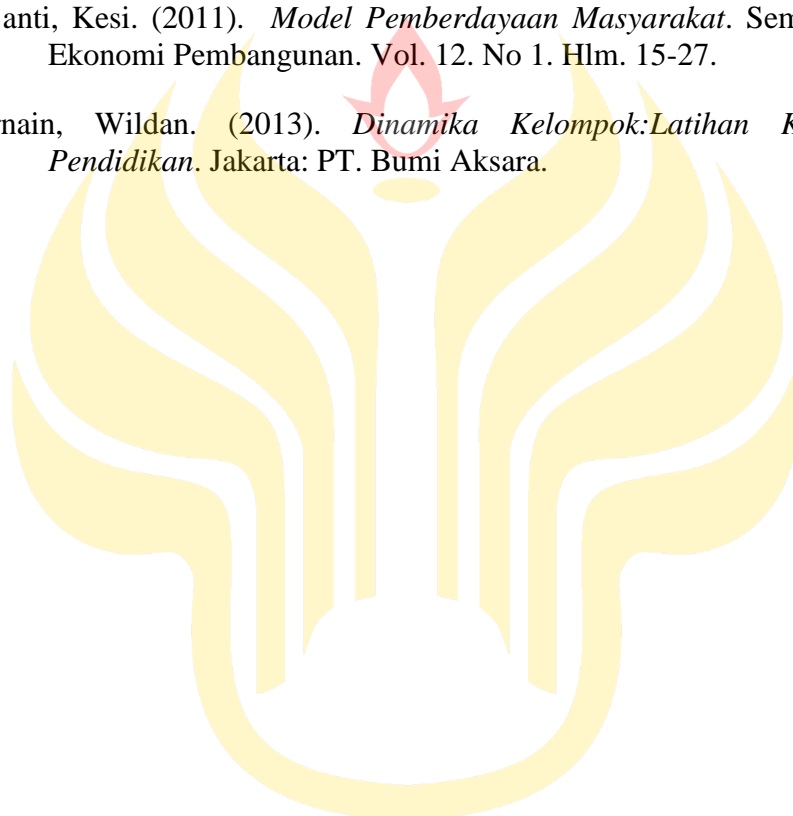 anti, Kesi. (2011). Model Pemberdayaan Masyarakat. Sem
Ekonomi Pembangunan. Vol. 12. No 1. Hlm. 15-27.
rnain, Wildan. (2013). Dinamika Kelompok:Latihan K
Pendidikan. Jakarta: PT. Bumi Aksara.